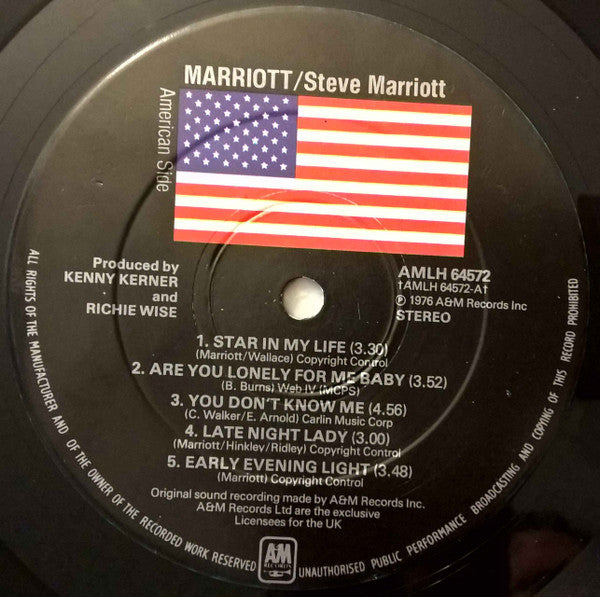 MARRIOTT/Steve Marriott
American Side
Produced by
KENNY KERNER
and
RICHIE WISE
AMLH 64572
†AMLH 64572-A†
℗ 1976 A&M Records Inc
STEREO
1. STAR IN MY LIFE (3.30)
(Marriott/Wallace) Copyright Control
2. ARE YOU LONELY FOR ME BABY (3.52)
(B. Burns) Web IV (MCPS)
3. YOU DON'T KNOW ME (4.56)
(C. Walker/E. Arnold) Carlin Music Corp
4. LATE NIGHT LADY (3.00)
(Marriott/Hinkley/Ridley) Copyright Control
5. EARLY EVENING LIGHT (3.48)
(Marriott) Copyright Control
Original sound recording made by A&M Records Inc.
A&M Records Ltd are the exclusive
Licensees for the UK
ALL RIGHTS OF THE MANUFACTURER AND OF THE OWNER OF THE RECORDED WORK RESERVED
UNAUTHORISED PUBLIC PERFORMANCE BROADCASTING AND COPYING OF THIS RECORD PROHIBITED
A&M
RECORDS